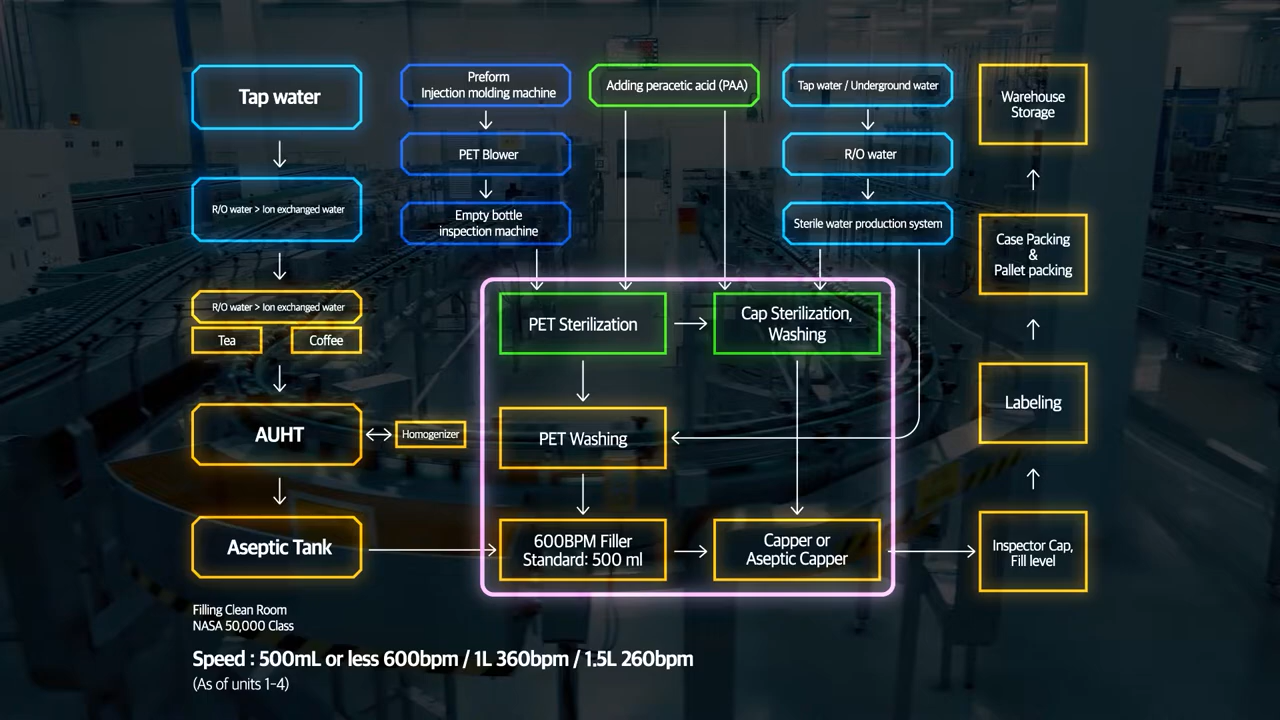 Tap water
R/O water > Ion exchanged water
R/O water > Ion exchanged water
Tea
Coffee
AUHT
Homogenizer
Aseptic Tank
Preform
Injection molding machine
PET Blower
Empty bottle
inspection machine
Adding peracetic acid (PAA)
Tap water / Underground water
R/O water
Sterile water production system
PET Sterilization
Cap Sterilization,
Washing
PET Washing
600BPM Filler
Standard: 500 ml
Capper or
Aseptic Capper
Warehouse
Storage
Case Packing
&
Pallet packing
Labeling
Inspector Cap,
Fill level
Filling Clean Room
NASA 50,000 Class
Speed : 500mL or less 600bpm / 1L 360bpm / 1.5L 260bpm
(As of units 1-4)